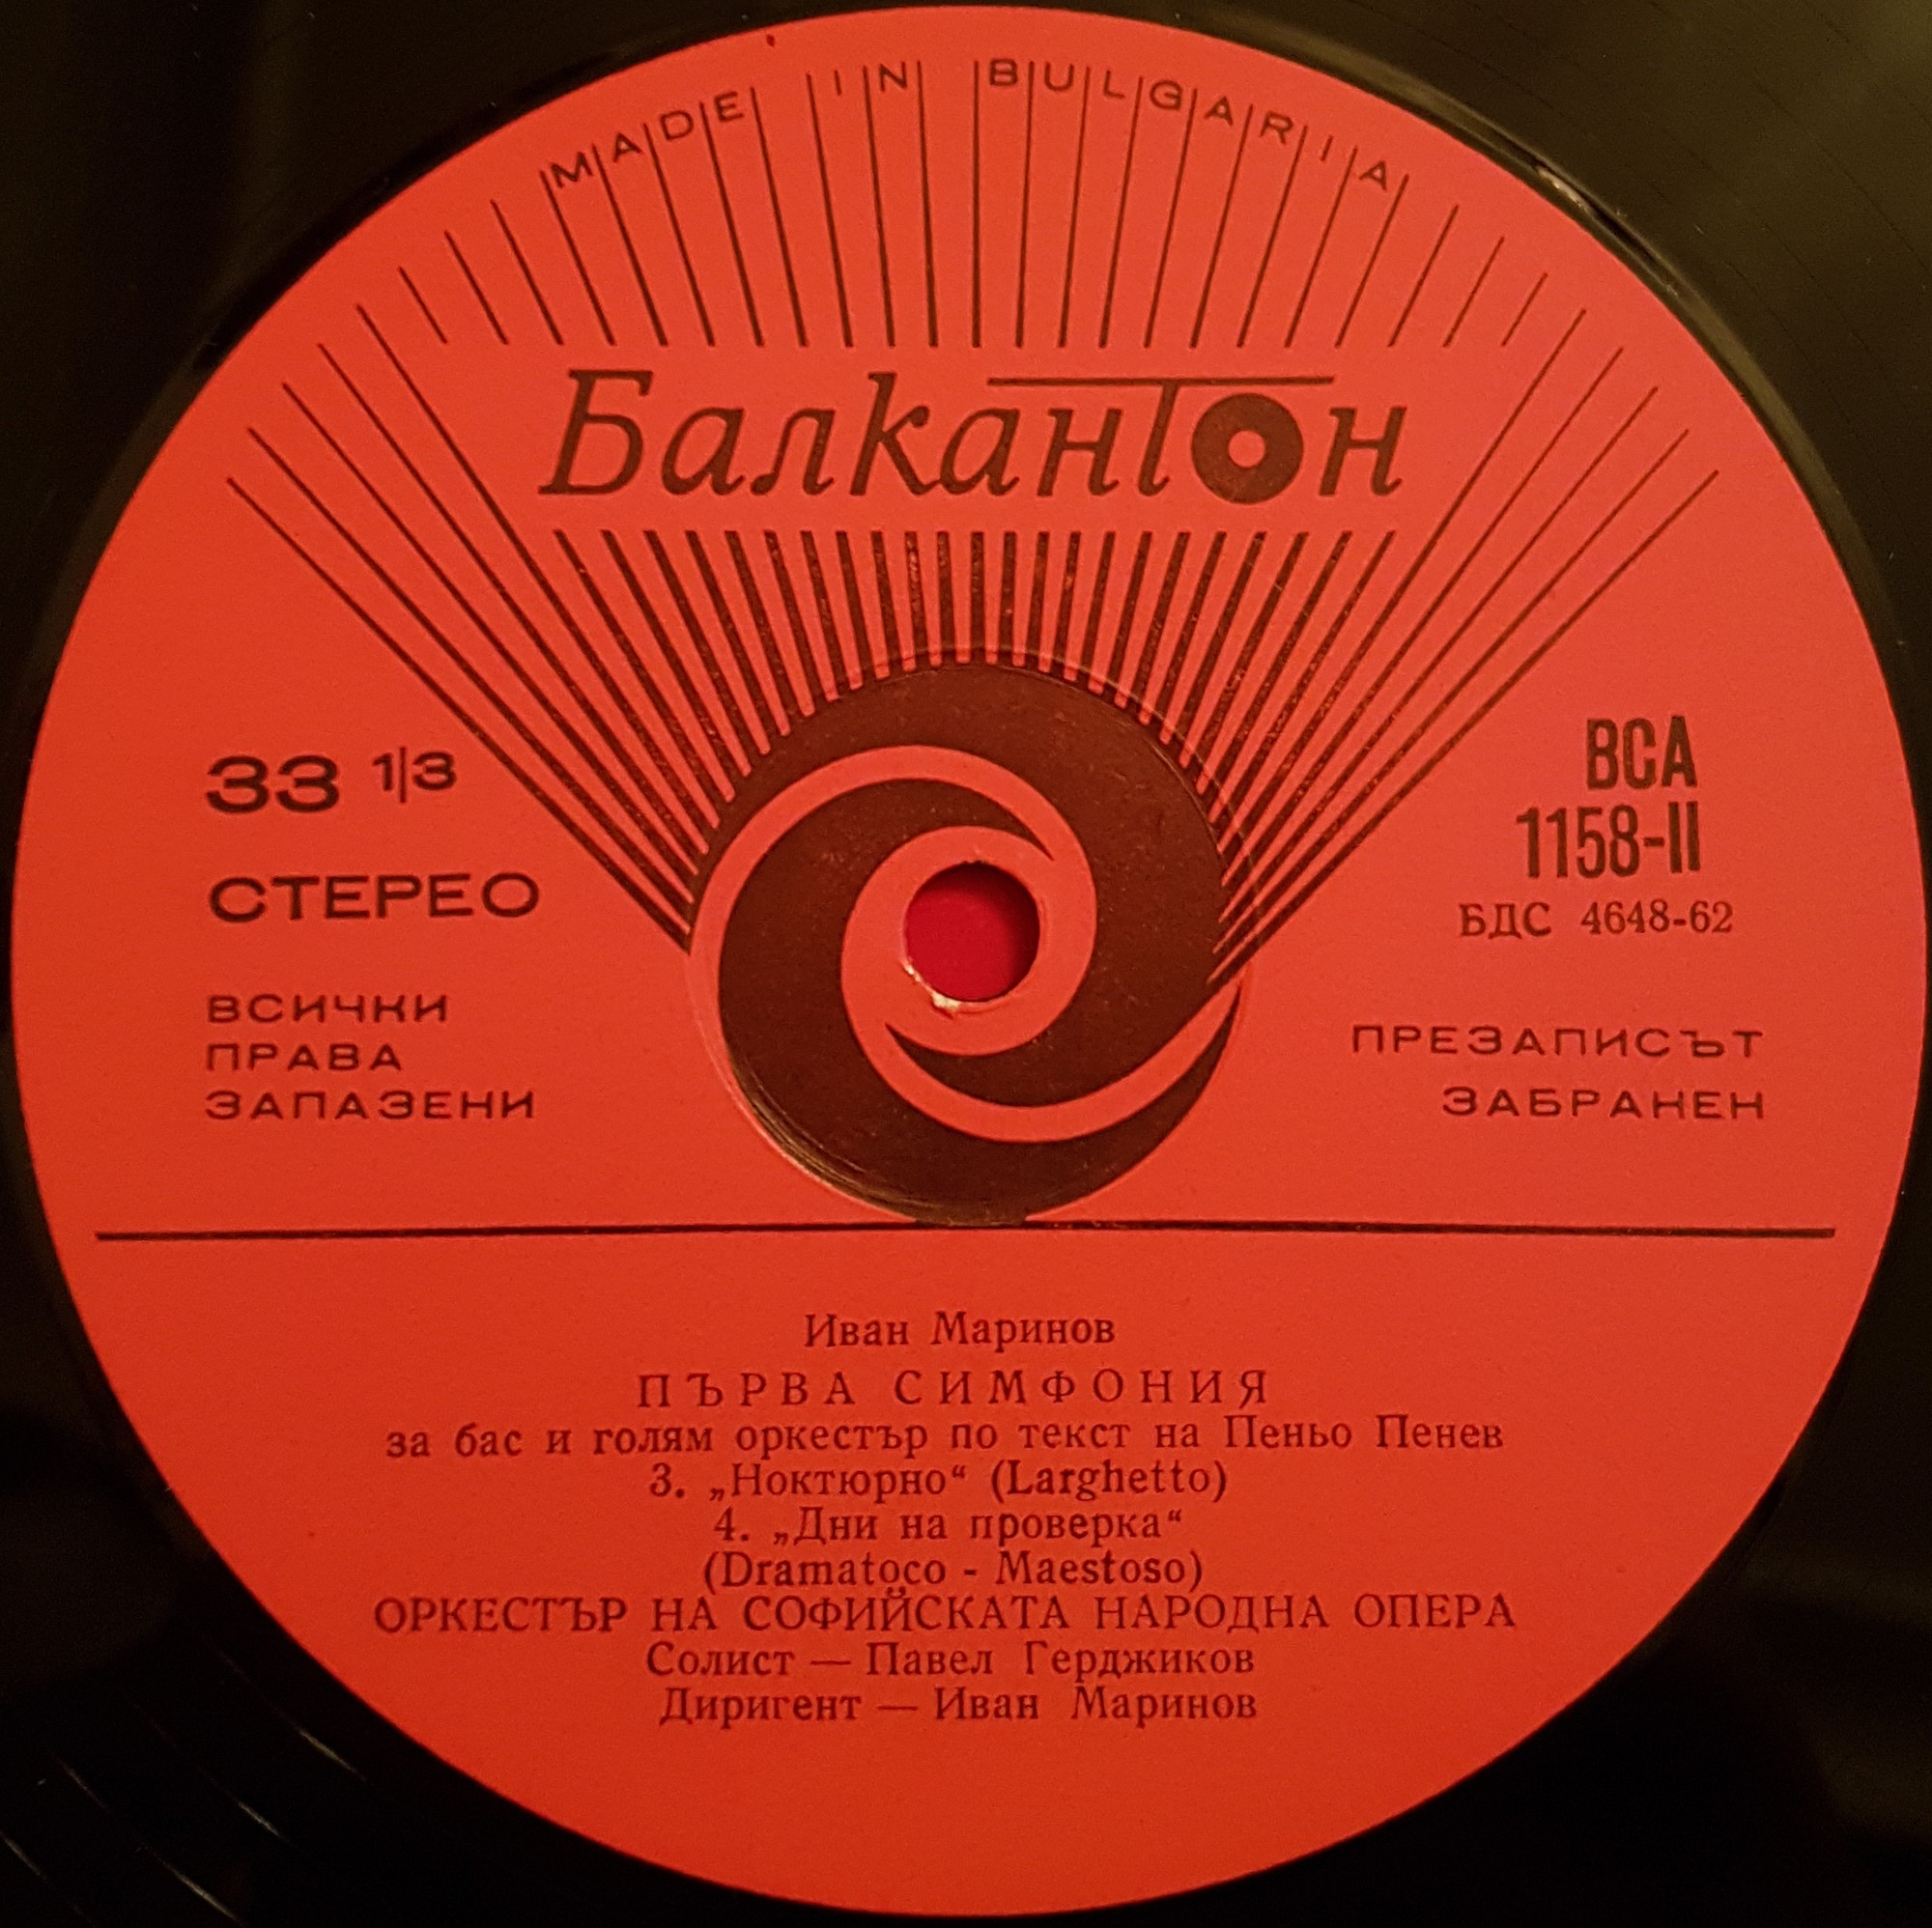 MADE IN BULGARIA
Балкантон
33 1/3
СТЕРЕО
ВСИЧКИ
ПРАВА
ЗАПАЗЕНИ
ВСА
1158-II
БДС 4648-62
ПРЕЗАПИСЪТ
ЗАБРАНЕН
Иван Маринов
ПЪРВА СИМФОНИЯ
за бас и голям оркестър по текст на Пеньо Пенев
3. „Ноктюрно“ (Larghetto)
4. „Дни на проверка“
(Dramatoco - Maestoso)
ОРКЕСТЪР НА СОФИЙСКАТА НАРОДНА ОПЕРА
Солист — Павел Герджиков
Диригент — Иван Маринов